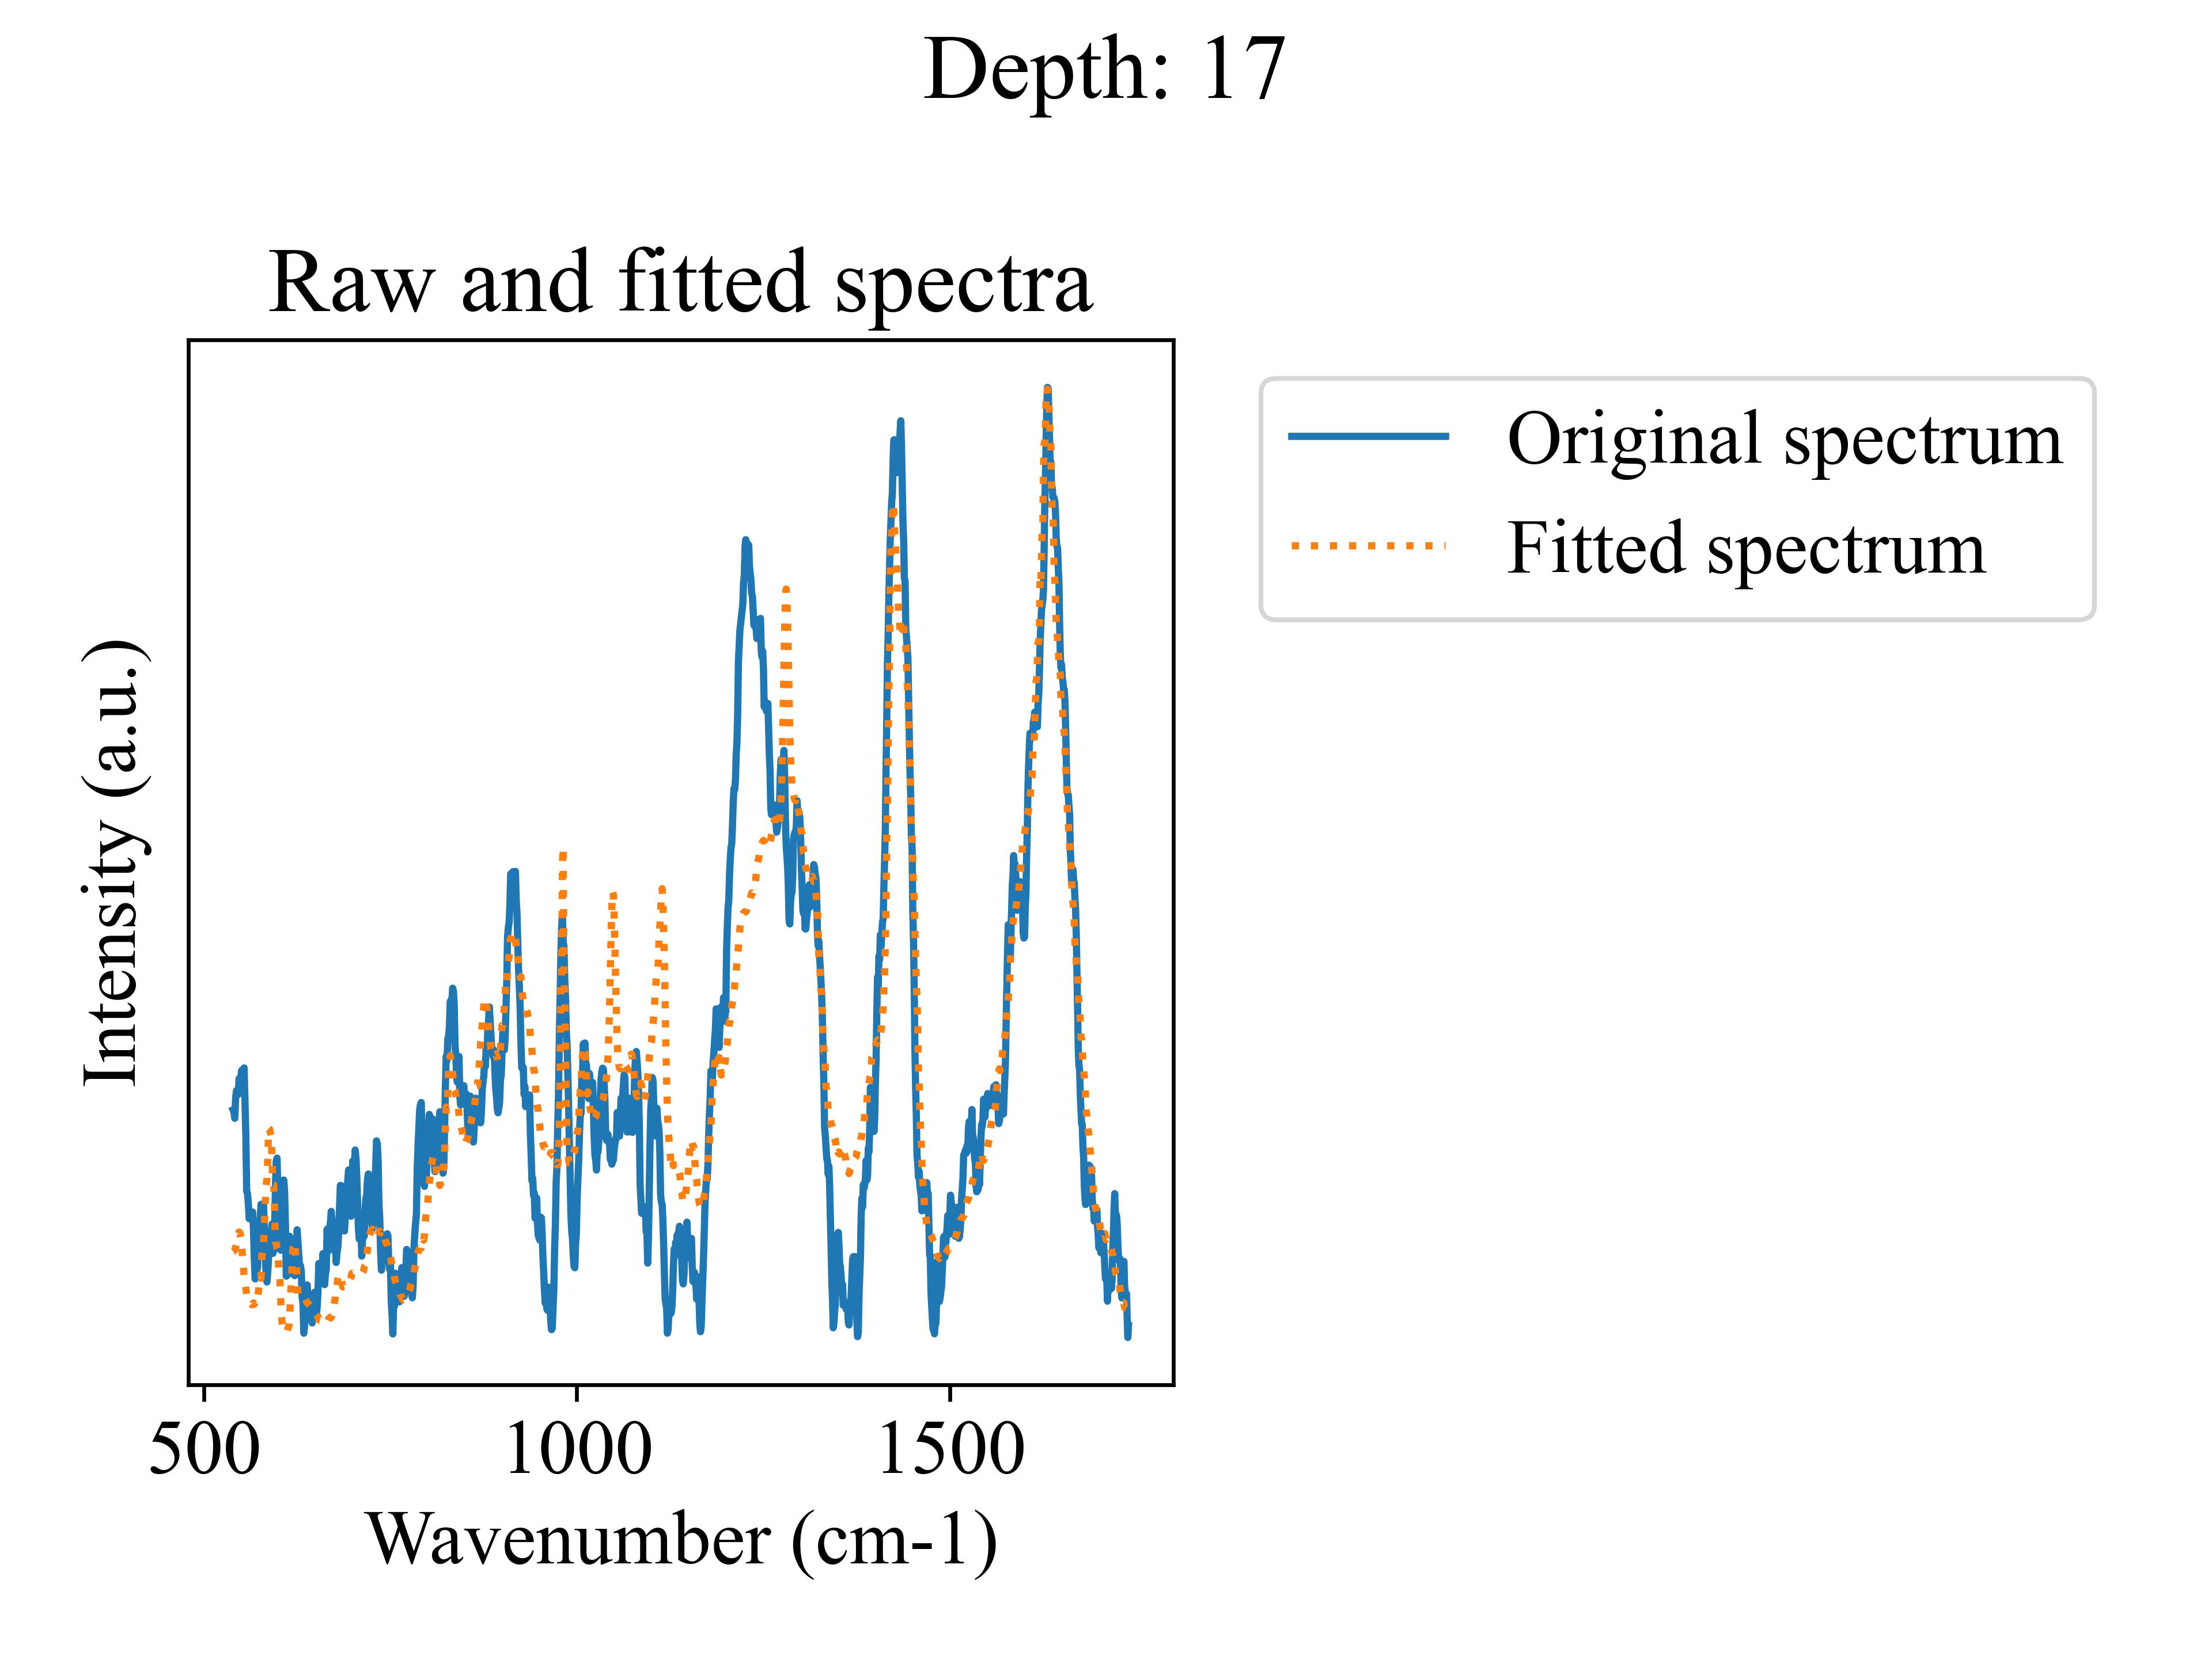 Depth: 17
Raw and fitted spectra
Original spectrum
Fitted spectrum
Intensity (a.u.)
500 1000 1500
Wavenumber (cm-1)